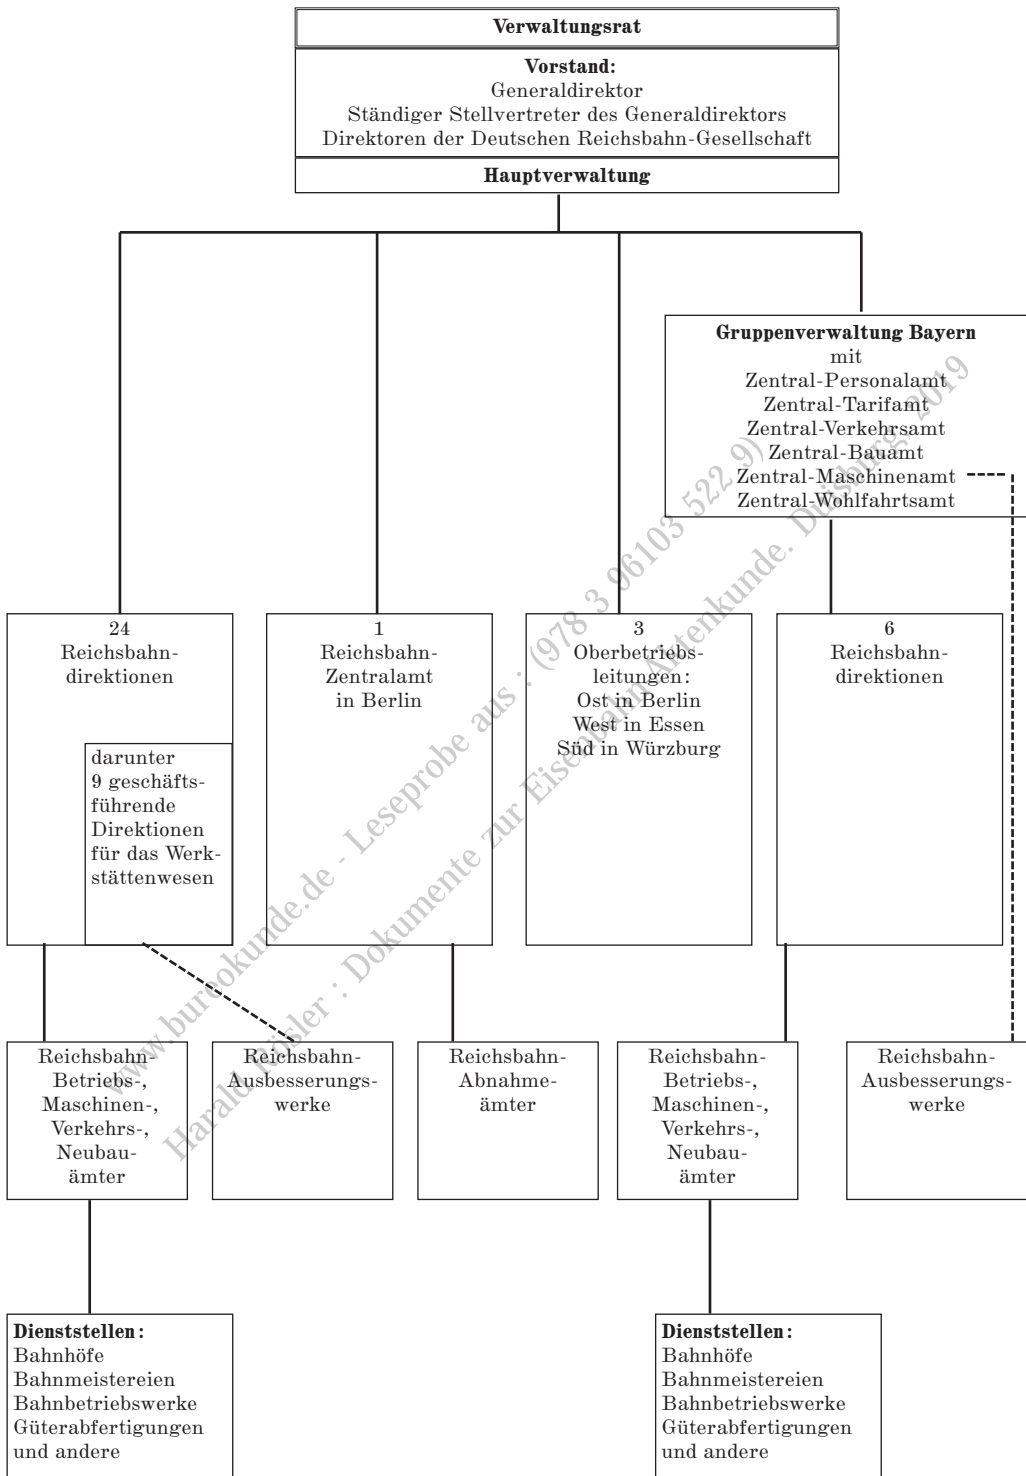 Verwaltungsrat
Vorstand:
Generaldirektor
Ständiger Stellvertreter des Generaldirektors
Direktoren der Deutschen Reichsbahn-Gesellschaft
Hauptverwaltung
Gruppenverwaltung Bayern
mit
Zentral-Personalamt
Zentral-Tarifamt
Zentral-Verkehrsamt
Zentral-Bauamt
Zentral-Maschinenamt
Zentral-Wohlfahrtsamt
24
Reichsbahn-
direktionen
darunter
9 geschäfts-
führende
Direktionen
für das Werk-
stättenwesen
1
Reichsbahn-
Zentralamt
in Berlin
3
Oberbetriebs-
leitungen:
Ost in Berlin
West in Essen
Süd in Würzburg
6
Reichsbahn-
direktionen
Reichsbahn-
Betriebs-,
Maschinen-,
Verkehrs-,
Neubau-
ämter
Reichsbahn-
Ausbesserungs-
werke
Reichsbahn-
Abnahme-
ämter
Reichsbahn-
Betriebs-,
Maschinen-,
Verkehrs-,
Neubau-
ämter
Reichsbahn-
Ausbesserungs-
werke
Dienststellen:
Bahnhöfe
Bahnmeistereien
Bahnbetriebswerke
Güterabfertigungen
und andere
Dienststellen:
Bahnhöfe
Bahnmeistereien
Bahnbetriebswerke
Güterabfertigungen
und andere
www.bureokunde.de - Leseprobe aus : (978 3 96103 522 9)
Harald Rösler : Dokumente zur Eisenbahn-Aktenkunde. Duisburg, 2019